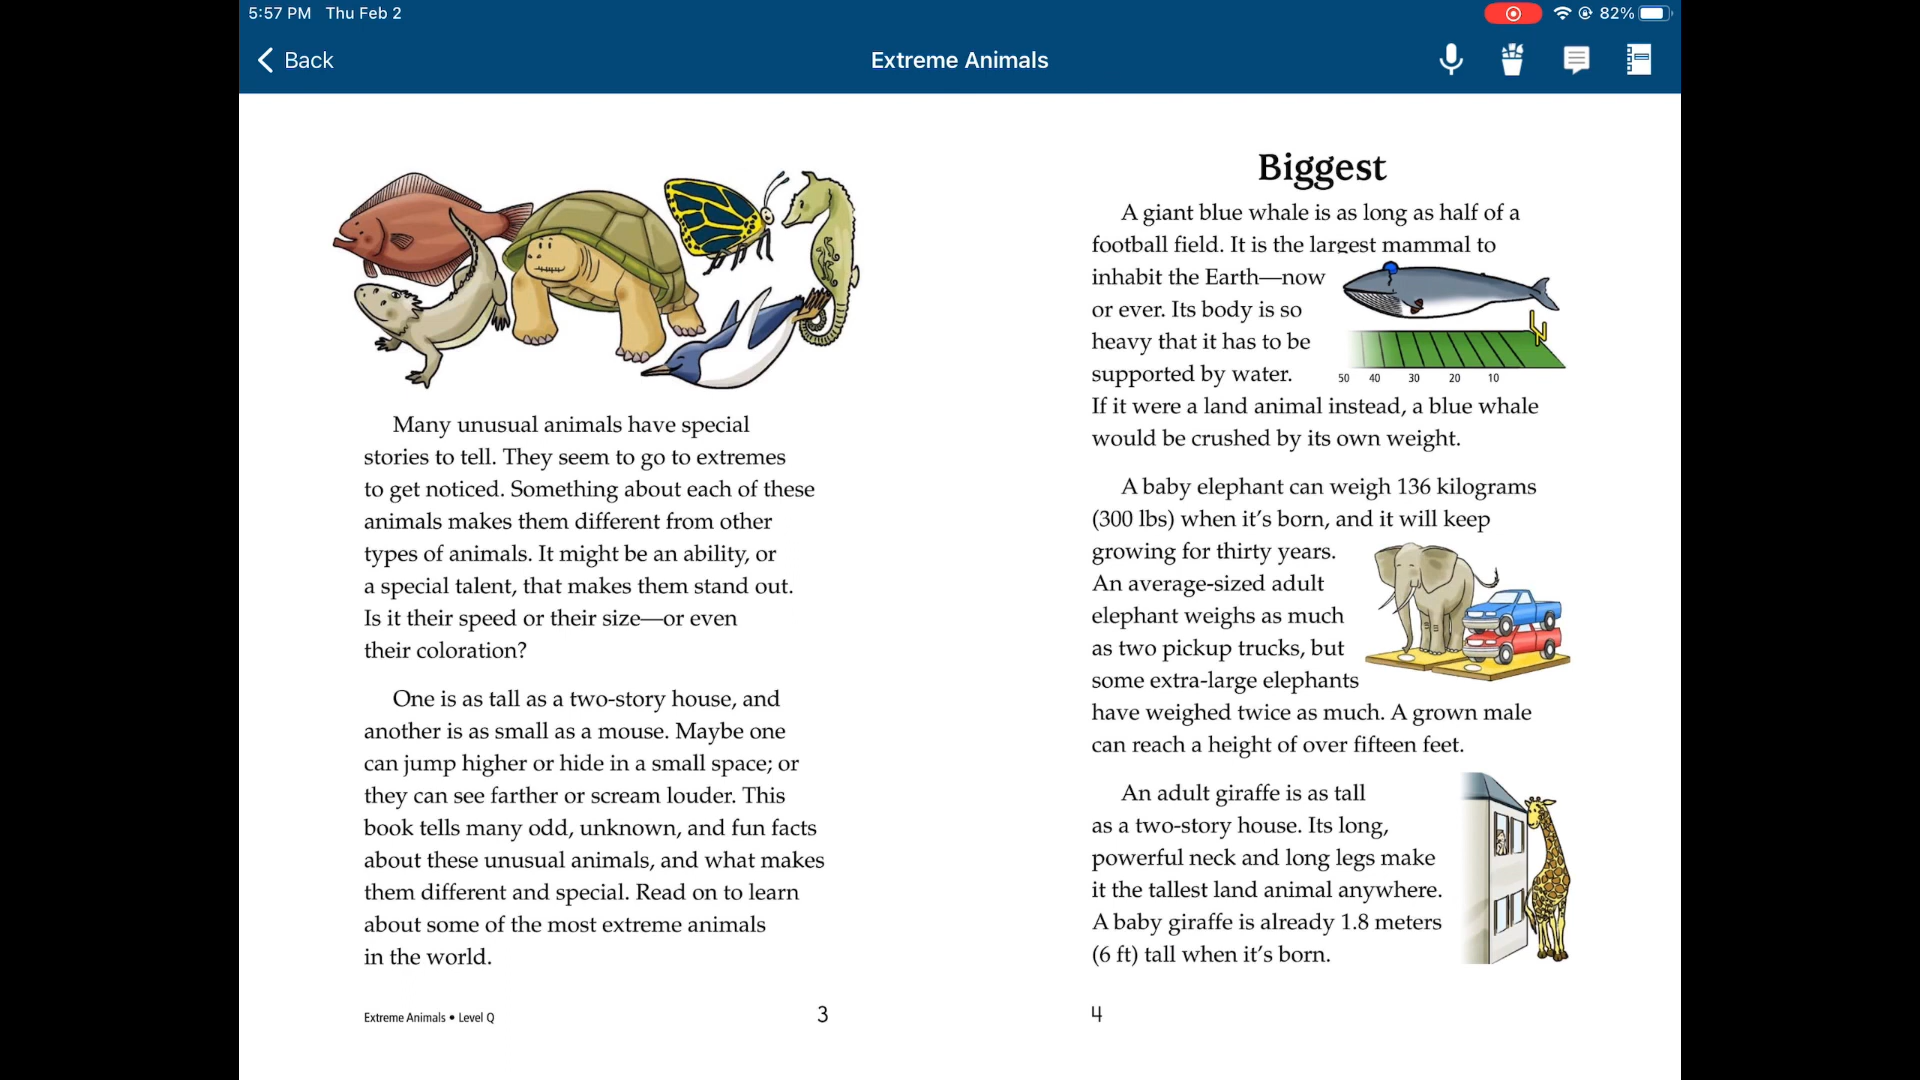 5:57 PM Thu Feb 2
82%
Back
Extreme Animals
Many unusual animals have special
stories to tell. They seem to go to extremes
to get noticed. Something about each of these
animals makes them different from other
types of animals. It might be an ability, or
a special talent, that makes them stand out.
Is it their speed or their size—or even
their coloration?
One is as tall as a two-story house, and
another is as small as a mouse. Maybe one
can jump higher or hide in a small space; or
they can see farther or scream louder. This
book tells many odd, unknown, and fun facts
about these unusual animals, and what makes
them different and special. Read on to learn
about some of the most extreme animals
in the world.
Extreme Animals • Level Q
3
Biggest
A giant blue whale is as long as half of a
football field. It is the largest mammal to
inhabit the Earth—now
or ever. Its body is so
heavy that it has to be
supported by water.
50 40 30 20 10
If it were a land animal instead, a blue whale
would be crushed by its own weight.
A baby elephant can weigh 136 kilograms
(300 lbs) when it's born, and it will keep
growing for thirty years.
An average-sized adult
elephant weighs as much
as two pickup trucks, but
some extra-large elephants
have weighed twice as much. A grown male
can reach a height of over fifteen feet.
An adult giraffe is as tall
as a two-story house. Its long,
powerful neck and long legs make
it the tallest land animal anywhere.
A baby giraffe is already 1.8 meters
(6 ft) tall when it's born.
4